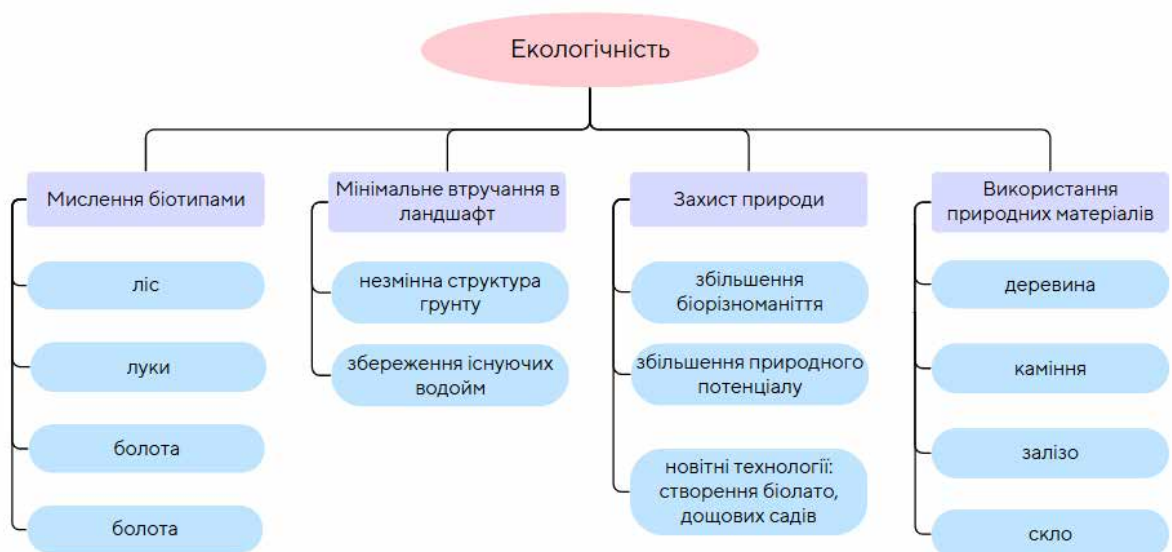 Екологічність
Мислення біотипами
ліс
луки
болота
болота
Мінімальне втручання в
ландшафт
незмінна структура
грунту
збереження існуючих
водойм
Захист природи
збільшення
біорізноманіття
збільшення природного
потенціалу
новітні технології:
створення біолато,
дощових садів
Використання
природних матеріалів
деревина
каміння
залізо
скло